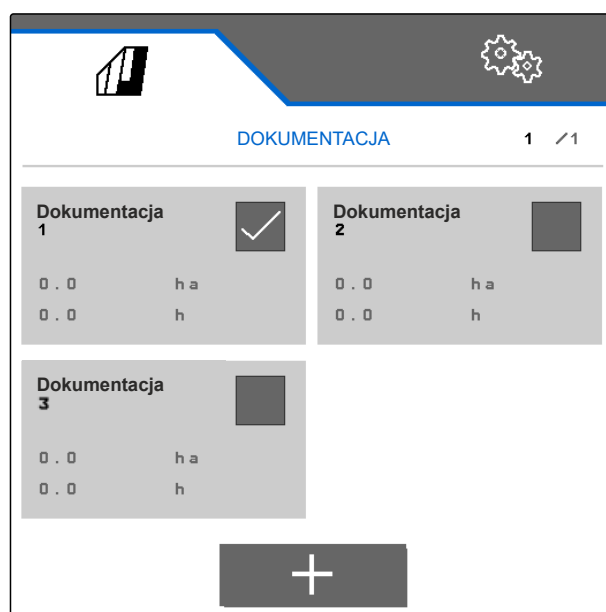 DOKUMENTACJA 1 /1
Dokumentacja
1
0.0 ha
0.0 h
Dokumentacja
2
0.0 ha
0.0 h
Dokumentacja
3
0.0 ha
0.0 h
+